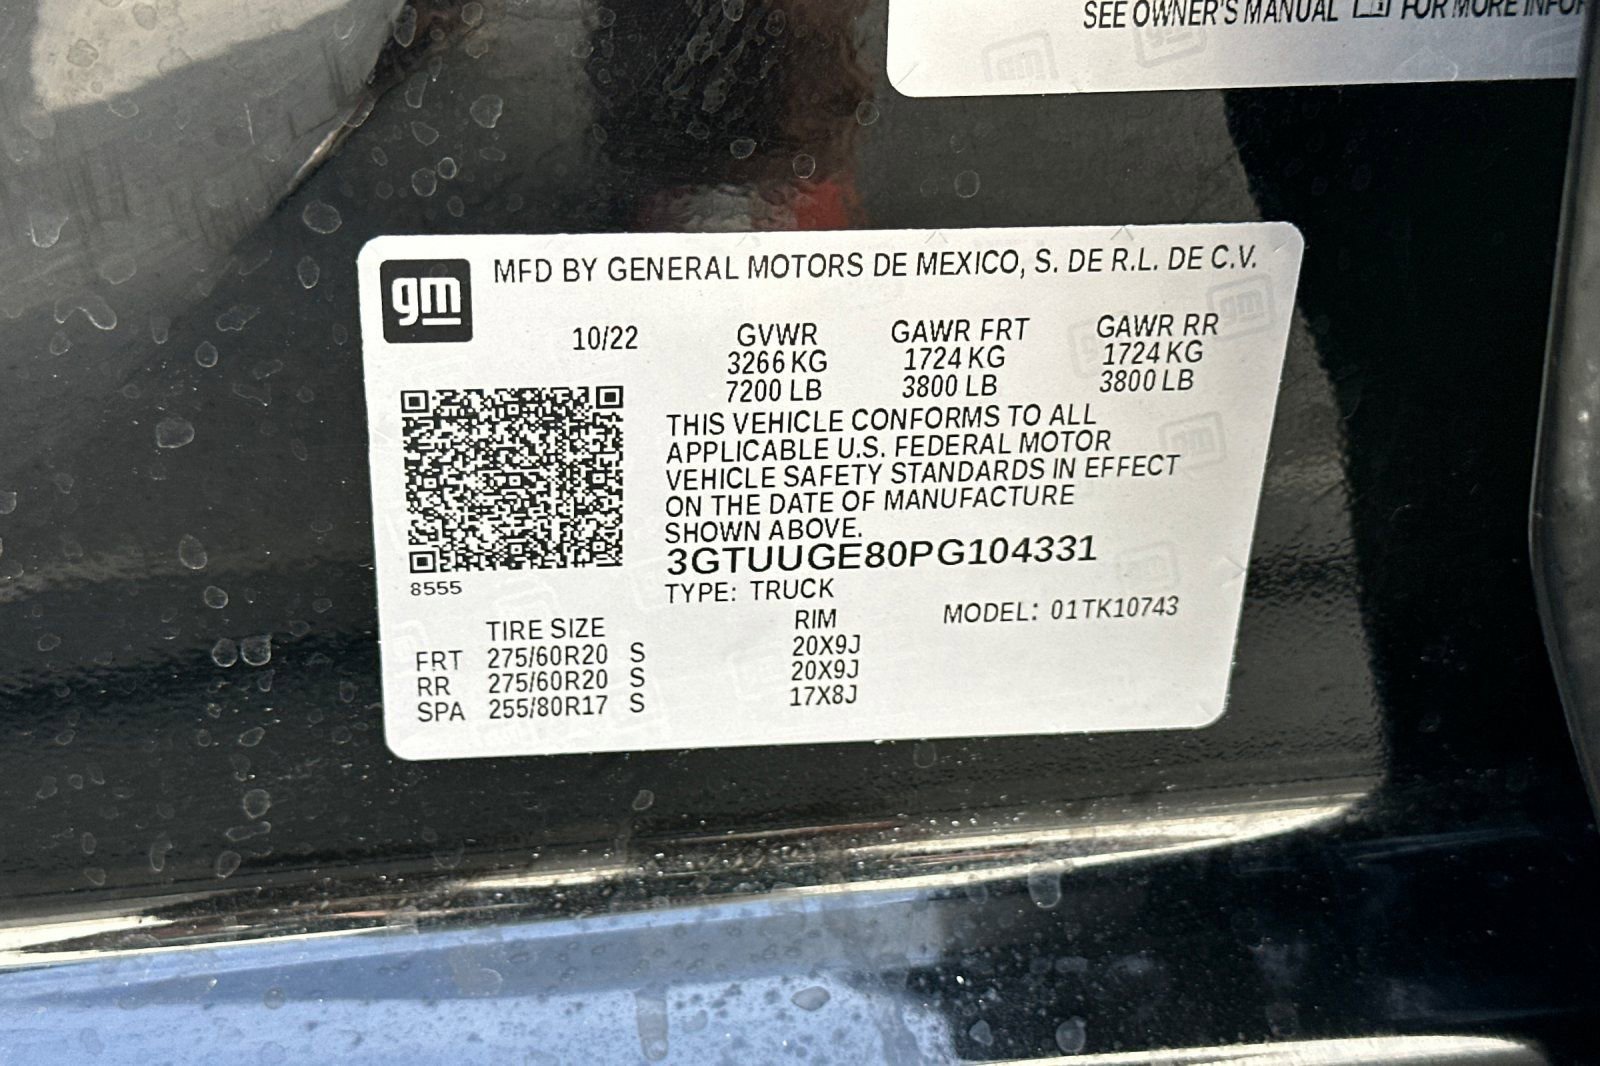 SEE OWNER'S MANUAL FOR MORE
gm
MFD BY GENERAL MOTORS DE MEXICO, S. DE R.L. DE C.V.
10/22 GVWR GAWR FRT GAWR RR
3266 KG 1724 KG 1724 KG
7200 LB 3800 LB 3800 LB
THIS VEHICLE CONFORMS TO ALL
APPLICABLE U.S. FEDERAL MOTOR
VEHICLE SAFETY STANDARDS IN EFFECT
ON THE DATE OF MANUFACTURE
SHOWN ABOVE.
3GTUUGE80PG104331
8555
TYPE: TRUCK
MODEL: 01TK10743
TIRE SIZE RIM
FRT 275/60R20 S 20X9J
RR 275/60R20 S 20X9J
SPA 255/80R17 S 17X8J